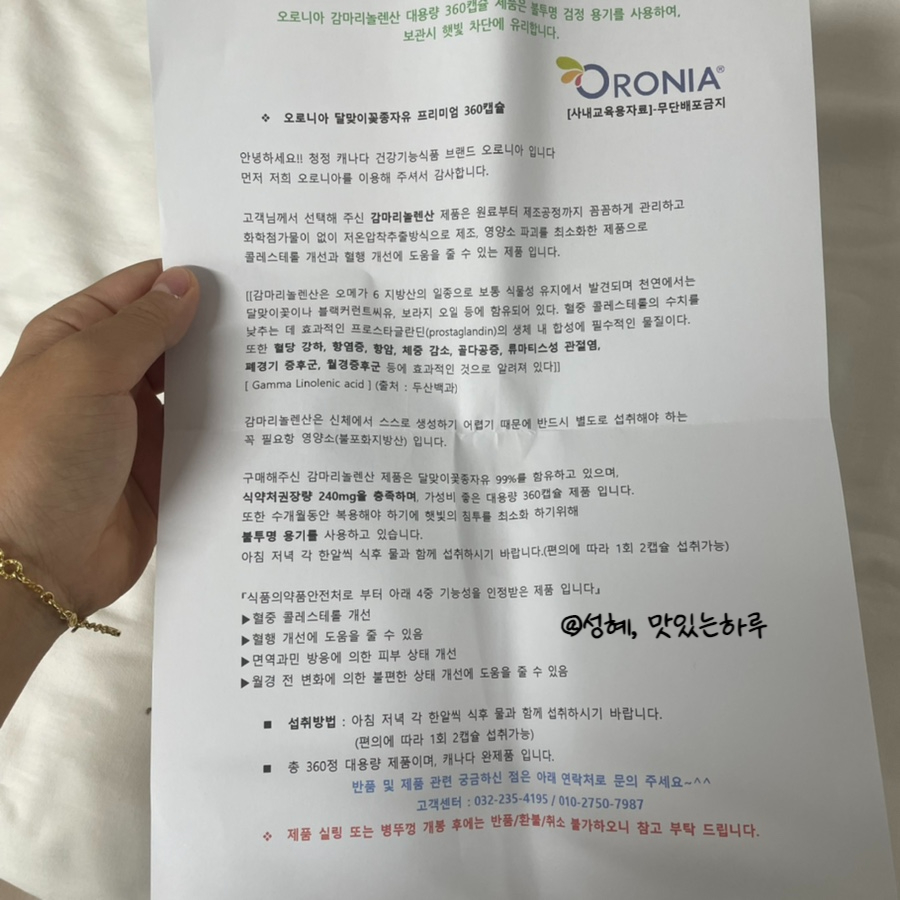 오로니아 감마리놀렌산 대용량 360캡슐 제품은 불투명 검정 용기를 사용하여,
보관시 햇빛 차단에 유리합니다.
ORONIA®
[사내교육용자료]-무단배포금지
❖ 오로니아 달맞이꽃종자유 프리미엄 360캡슐
안녕하세요!! 청정 캐나다 건강기능식품 브랜드 오로니아 입니다
먼저 저희 오로니아를 이용해 주셔서 감사합니다.
고객님께서 선택해 주신 감마리놀렌산 제품은 원료부터 제조공정까지 꼼꼼하게 관리하고
화학첨가물이 없이 저온압착추출방식으로 제조, 영양소 파괴를 최소화한 제품으로
콜레스테롤 개선과 혈행 개선에 도움을 줄 수 있는 제품 입니다.
[[감마리놀렌산은 오메가 6 지방산의 일종으로 보통 식물성 유지에서 발견되며 천연에서는
달맞이꽃이나 블랙커런트씨유, 보라지 오일 등에 함유되어 있다. 혈중 콜레스테롤의 수치를
낮추는 데 효과적인 프로스타글란딘(prostaglandin)의 생체 내 합성에 필수적인 물질이다.
또한 혈당 강하, 항염증, 항암, 체중 감소, 골다공증, 류마티스성 관절염,
폐경기 증후군, 월경증후군 등에 효과적인 것으로 알려져 있다]]
[ Gamma Linolenic acid ] (출처 : 두산백과)
감마리놀렌산은 신체에서 스스로 생성하기 어렵기 때문에 반드시 별도로 섭취해야 하는
꼭 필요항 영양소(불포화지방산) 입니다.
구매해주신 감마리놀렌산 제품은 달맞이꽃종자유 99%를 함유하고 있으며,
식약처권장량 240mg을 충족하며, 가성비 좋은 대용량 360캡슐 제품 입니다.
또한 수개월동안 복용해야 하기에 햇빛의 침투를 최소화 하기위해
불투명 용기를 사용하고 있습니다.
아침 저녁 각 한알씩 식후 물과 함께 섭취하시기 바랍니다.(편의에 따라 1회 2캡슐 섭취가능)
『식품의약품안전처로 부터 아래 4중 기능성을 인정받은 제품 입니다』
▶혈중 콜레스테롤 개선
▶혈행 개선에 도움을 줄 수 있음
▶면역과민 방응에 의한 피부 상태 개선
▶월경 전 변화에 의한 불편한 상태 개선에 도움을 줄 수 있음
@성혜, 맛있는하루
■ 섭취방법 : 아침 저녁 각 한알씩 식후 물과 함께 섭취하시기 바랍니다.
(편의에 따라 1회 2캡슐 섭취가능)
■ 총 360정 대용량 제품이며, 캐나다 완제품 입니다.
반품 및 제품 관련 궁금하신 점은 아래 연락처로 문의 주세요~^^
고객센터 : 032-235-4195 / 010-2750-7987
❖ 제품 실링 또는 병뚜껑 개봉 후에는 반품/환불/취소 불가하오니 참고 부탁 드립니다.